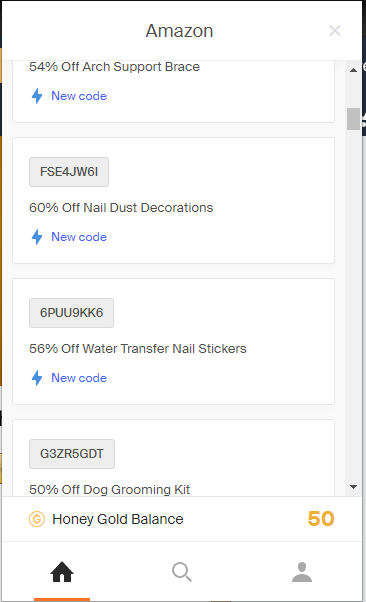 Amazon
54% Off Arch Support Brace
New code
FSE4JW6I
60% Off Nail Dust Decorations
New code
6PUU9KK6
56% Off Water Transfer Nail Stickers
New code
G3ZR5GDT
50% Off Dog Grooming Kit
Honey Gold Balance
50